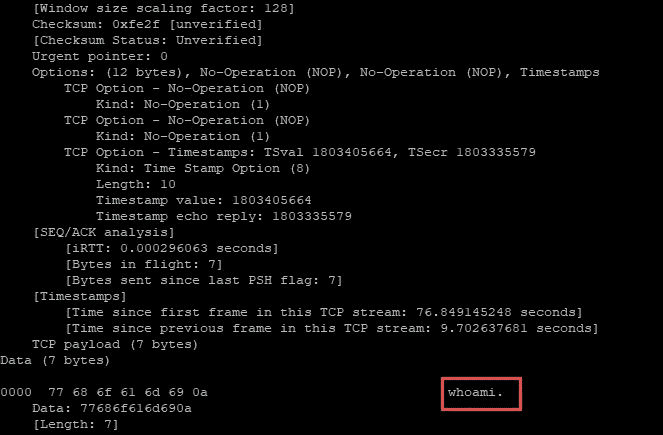 [Window size scaling factor: 128]
Checksum: 0xfe2f [unverified]
[Checksum Status: Unverified]
Urgent pointer: 0
Options: (12 bytes), No-Operation (NOP), No-Operation (NOP), Timestamps
TCP Option - No-Operation (NOP)
Kind: No-Operation (1)
TCP Option - No-Operation (NOP)
Kind: No-Operation (1)
TCP Option - Timestamps: TSval 1803405664, TSecr 1803335579
Kind: Time Stamp Option (8)
Length: 10
Timestamp value: 1803405664
Timestamp echo reply: 1803335579
[SEQ/ACK analysis]
[iRTT: 0.000296063 seconds]
[Bytes in flight: 7]
[Bytes sent since last PSH flag: 7]
[Timestamps]
[Time since first frame in this TCP stream: 76.849145248 seconds]
[Time since previous frame in this TCP stream: 9.702637681 seconds]
TCP payload (7 bytes)
Data (7 bytes)
0000  77 68 6f 61 6d 69 0a whoami.
Data: 77686f616d690a
[Length: 7]